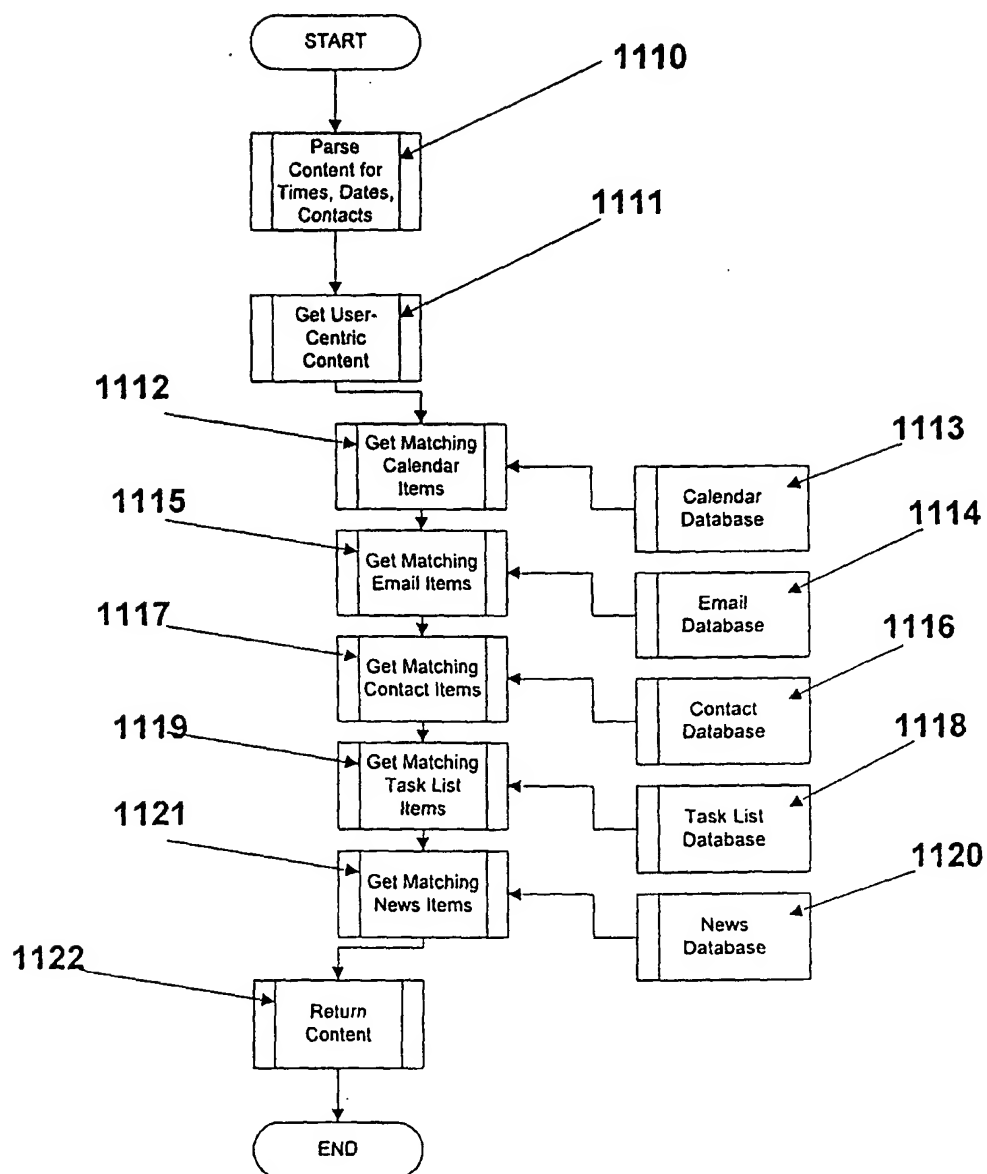 START
1110
Parse
Content for
Times, Dates,
Contacts
1111
Get User-
Centric
Content
1112
Get Matching
Calendar
Items
1113
Calendar
Database
1115
Get Matching
Email Items
1114
Email
Database
1117
Get Matching
Contact Items
1116
Contact
Database
1119
Get Matching
Task List
Items
1118
Task List
Database
1121
Get Matching
News Items
1120
News
Database
1122
Return
Content
END